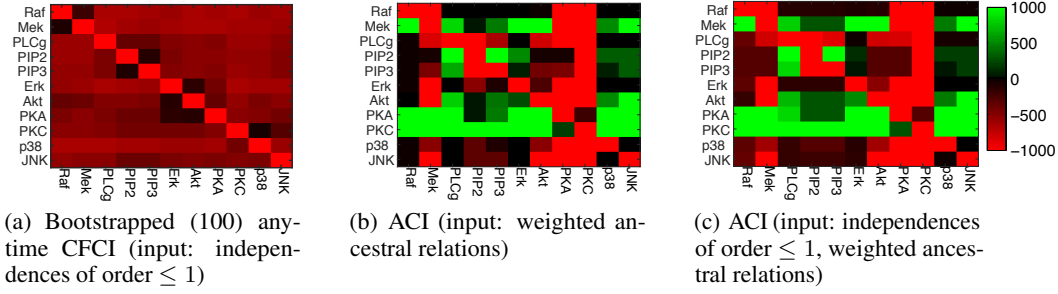 Raf
Mek
PLCg
PIP2
PIP3
Erk
Akt
PKA
PKC
p38
JNK
Raf
Mek
PLCg
PIP2
PIP3
Erk
Akt
PKA
PKC
p38
JNK
(a) Bootstrapped (100) any-
time CFCI (input: indepen-
dences of order ≤ 1)
Raf
Mek
PLCg
PIP2
PIP3
Erk
Akt
PKA
PKC
p38
JNK
Raf
Mek
PLCg
PIP2
PIP3
Erk
Akt
PKA
PKC
p38
JNK
(b) ACI (input: weighted an-
cestral relations)
Raf
Mek
PLCg
PIP2
PIP3
Erk
Akt
PKA
PKC
p38
JNK
Raf
Mek
PLCg
PIP2
PIP3
Erk
Akt
PKA
PKC
p38
JNK
1000
500
0
−500
−1000
(c) ACI (input: independences
of order ≤ 1, weighted ances-
tral relations)